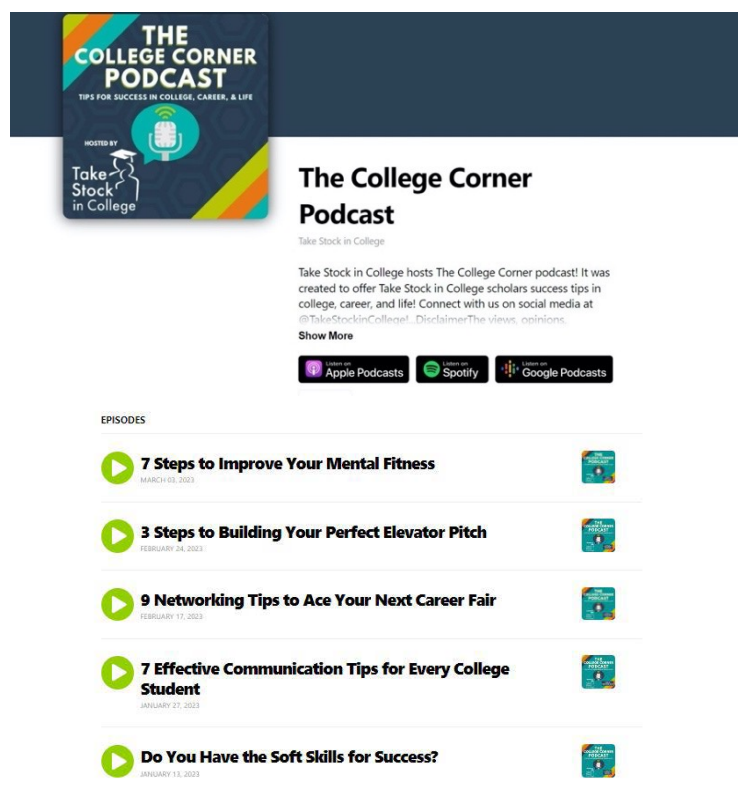 THE
COLLEGE CORNER
PODCAST
TIPS FOR SUCCESS IN COLLEGE, CAREER, & LIFE
HOSTED BY
Take
Stock
in College
The College Corner
Podcast
Take Stock in College
Take Stock in College hosts The College Corner podcast! It was
created to offer Take Stock in College scholars success tips in
college, career, and life! Connect with us on social media at
@TakeStockinCollege! DisclaimerThe views, opinions,
Show More
Listen on
Apple Podcasts
Listen on
Spotify
Listen on
Google Podcasts
EPISODES
7 Steps to Improve Your Mental Fitness
MARCH 03, 2023
3 Steps to Building Your Perfect Elevator Pitch
FEBRUARY 24, 2023
9 Networking Tips to Ace Your Next Career Fair
FEBRUARY 17, 2023
7 Effective Communication Tips for Every College
Student
JANUARY 27, 2023
Do You Have the Soft Skills for Success?
JANUARY 13, 2023